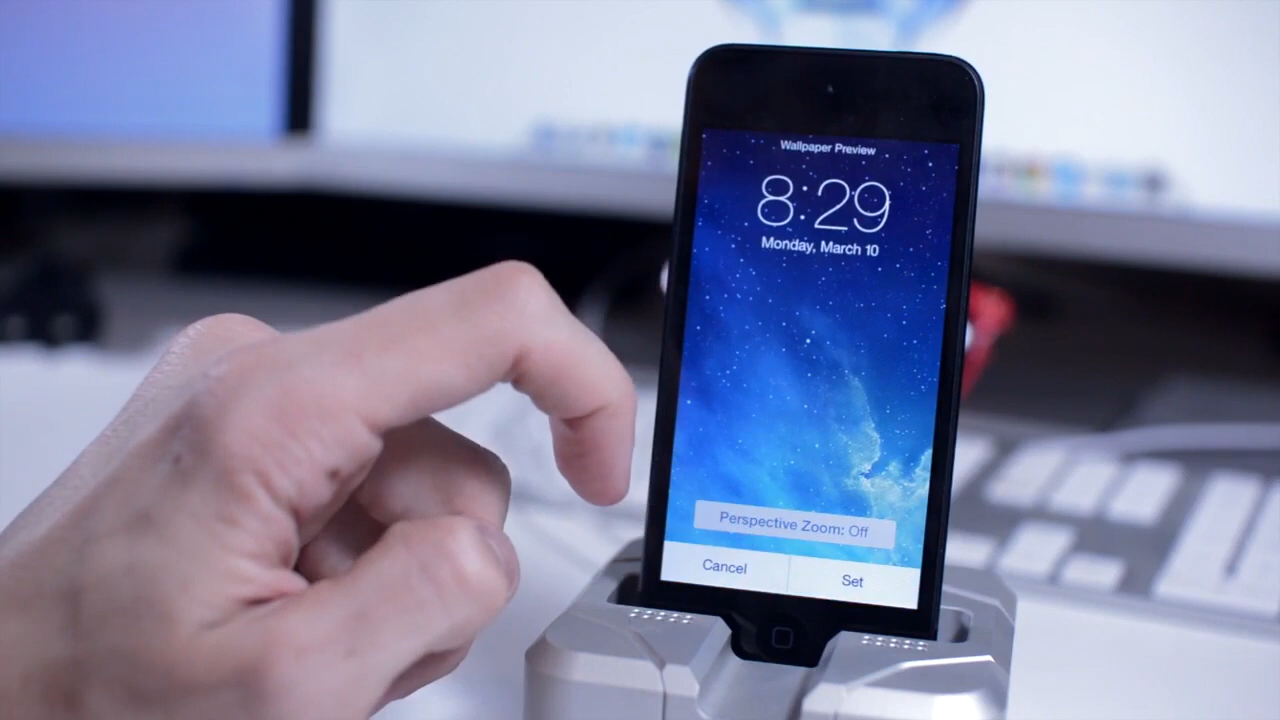 Wallpaper Preview
8:29
Monday, March 10
Perspective Zoom: Off
Cancel
Set